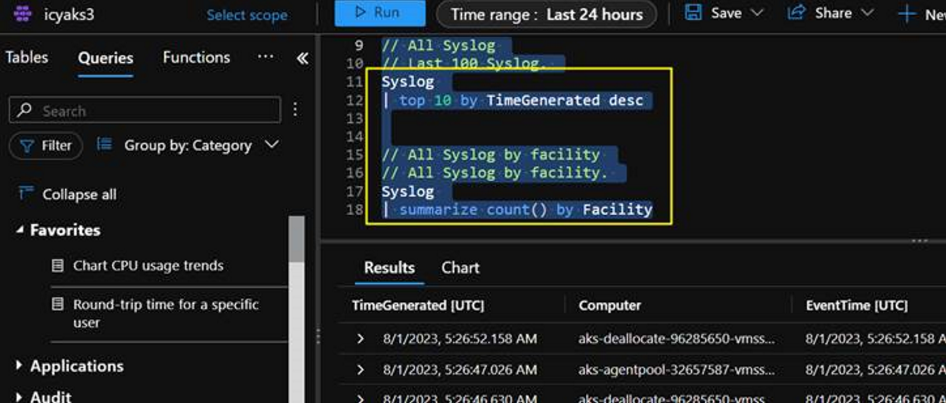 icyaks3
Select scope
Run
Time range : Last 24 hours
Save
Share
Tables
Queries
Functions
...
«
Search
Filter
Group by: Category
Collapse all
Favorites
Chart CPU usage trends
Round-trip time for a specific
user
Applications
Audit
9 // All Syslog
10 // Last 100 Syslog.
11 Syslog
12 | top 10 by TimeGenerated desc
13
14
15 // All Syslog by facility
16 // All Syslog by facility.
17 Syslog
18 | summarize count() by Facility
Results
Chart
TimeGenerated [UTC]
Computer
EventTime [UTC]
8/1/2023, 5:26:52.158 AM
aks-deallocate-96285650-vmss...
8/1/2023, 5:26:52.158 A
8/1/2023, 5:26:47.026 AM
aks-agentpool-32657587-vmss...
8/1/2023, 5:26:47.026 A
8/1/2023, 5:26:46.630 AM
aks-deallocate-96285650-vmss...
8/1/2023, 5:26:46.630 A